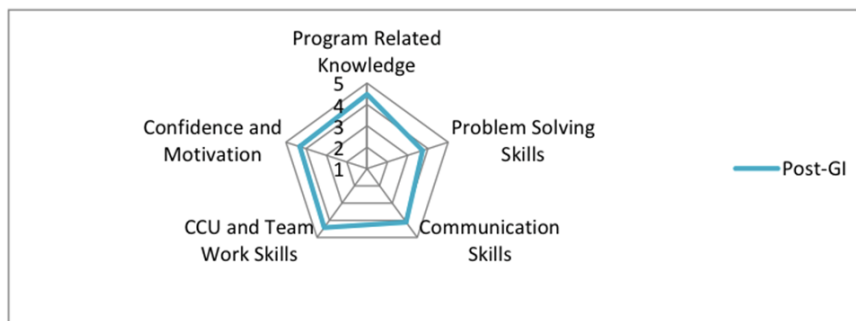 Program Related
Knowledge
5
4
3
2
1
Problem Solving
Skills
Communication
Skills
CCU and Team
Work Skills
Confidence and
Motivation
Post-GI